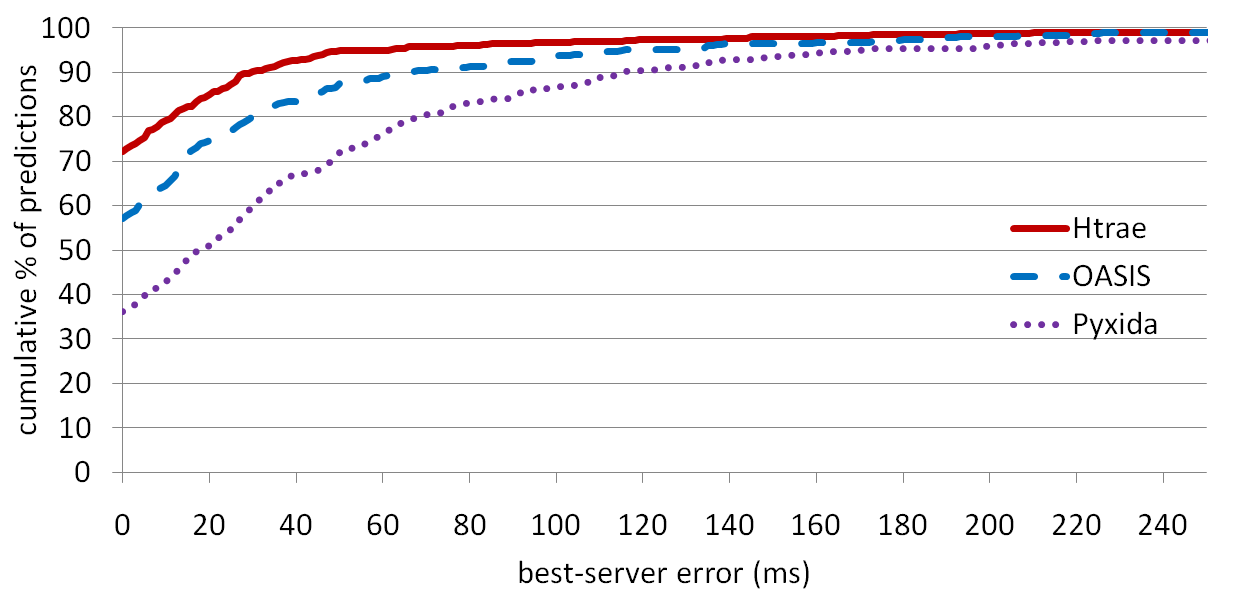 cumulative % of predictions
100
90
80
70
60
50
40
30
20
10
0
Htrae
OASIS
Pyxida
0 20 40 60 80 100 120 140 160 180 200 220 240
best-server error (ms)